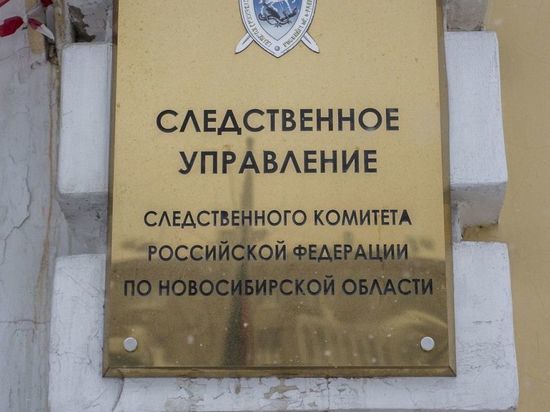 СЛЕДСТВЕННОЕ
УПРАВЛЕНИЕ
СЛЕДСТВЕННОГО КОМИТЕТА
РОССИЙСКОЙ ФЕДЕРАЦИИ
ПО НОВОСИБИРСКОЙ ОБЛАСТИ